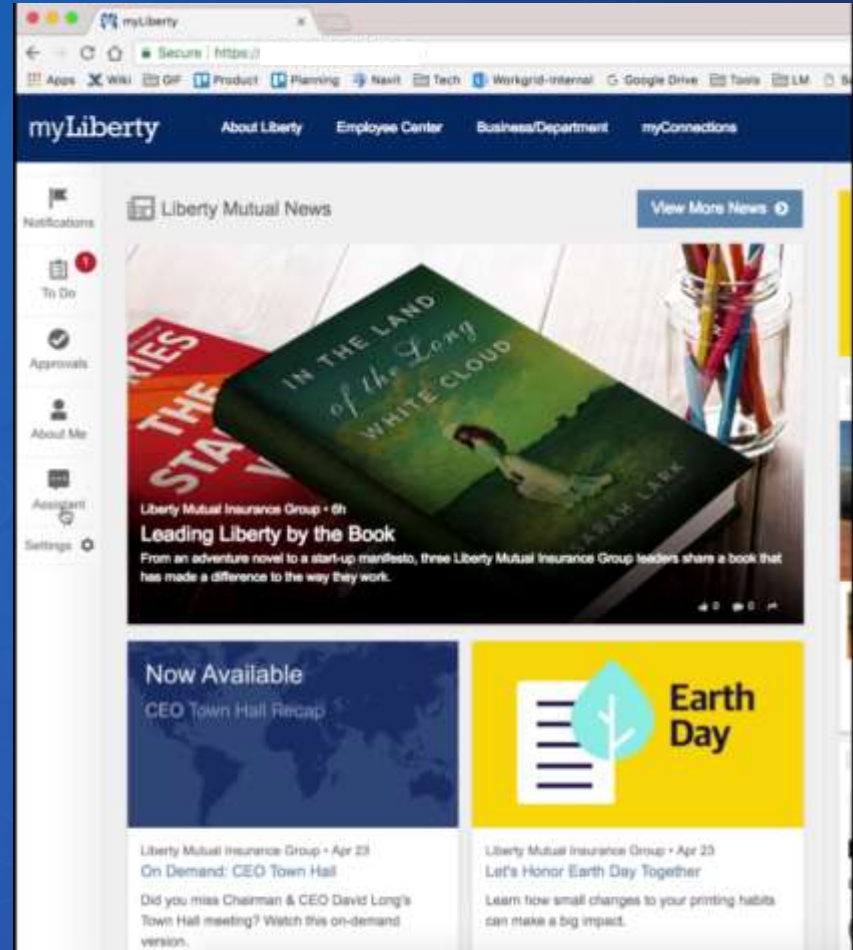 myLiberty
Secure https://
Apps Wiki GIF Product Planning Navit Tech Workgrid-Internal Google Drive Tools LM
myLiberty About Liberty Employee Center Business/Department myConnections
Notifications
1
To Do
Approvals
About Me
Assistant
Settings
Liberty Mutual News
View More News
IN THE LAND
of the Long
WHITE CLOUD
SARAH LARK
THE
Liberty Mutual Insurance Group • 6h
Leading Liberty by the Book
From an adventure novel to a start-up manifesto, three Liberty Mutual Insurance Group leaders share a book that
has made a difference to the way they work.
0 0
Now Available
CEO Town Hall Recap
Liberty Mutual Insurance Group • Apr 23
On Demand: CEO Town Hall
Did you miss Chairman & CEO David Long's
Town Hall meeting? Watch this on-demand
version.
Earth
Day
Liberty Mutual Insurance Group • Apr 23
Let's Honor Earth Day Together
Learn how small changes to your printing habits
can make a big impact.